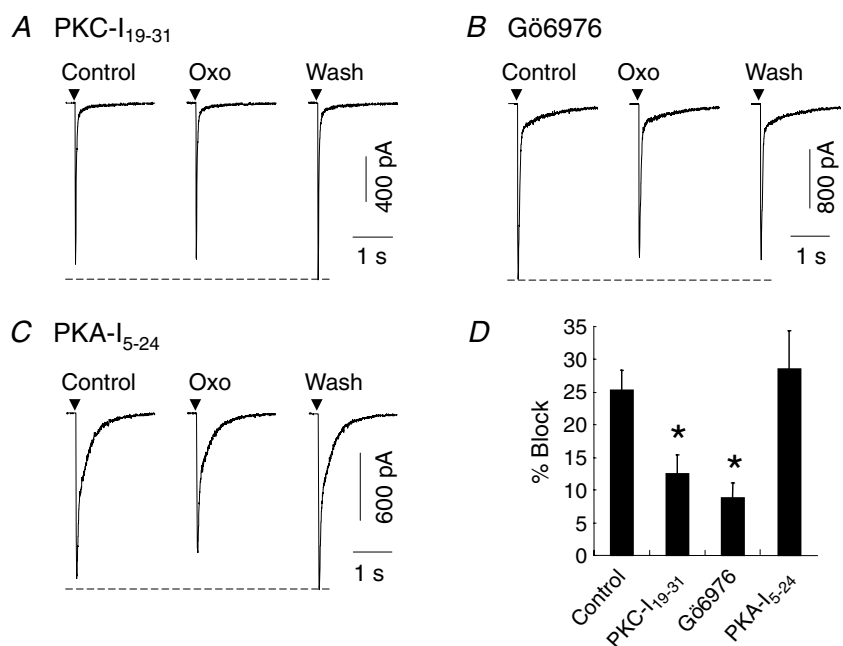 A PKC-I19-31
Control Oxo Wash
400 pA
1 s
B Gö6976
Control Oxo Wash
800 pA
1 s
C PKA-I5-24
Control Oxo Wash
600 pA
1 s
D
% Block
35
30
25
20
15
10
5
0
* *
Control
PKC-I19-31
Gö6976
PKA-I5-24